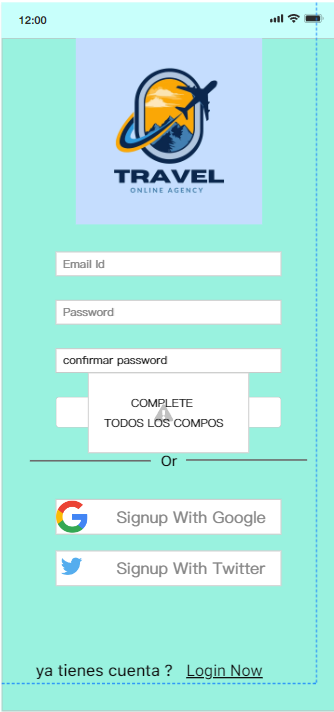 12:00
TRAVEL
ONLINE AGENCY
Email Id
Password
confirmar password
COMPLETE
TODOS LOS COMPOS
Or
Signup With Google
Signup With Twitter
ya tienes cuenta ? Login Now